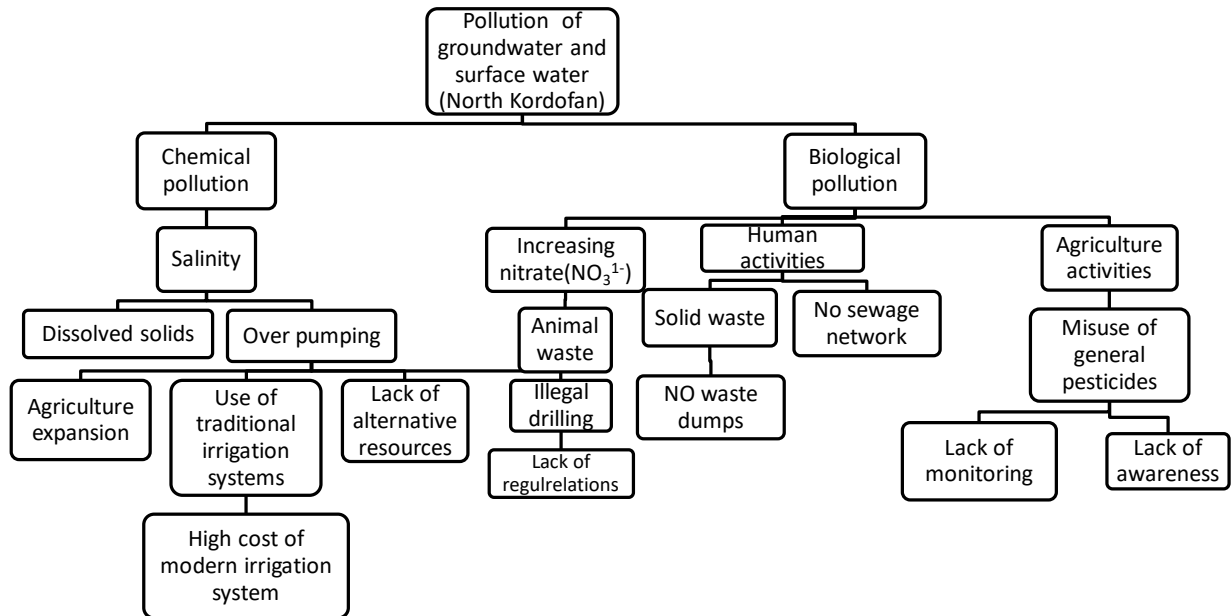 Pollution of
groundwater and
surface water
(North Kordofan)
Chemical
pollution
Biological
pollution
Salinity
Increasing
nitrate(NO₃¹⁻)
Human
activities
Agriculture
activities
Dissolved solids
Over pumping
Animal
waste
Solid waste
No sewage
network
Misuse of
general
pesticides
Agriculture
expansion
Use of
traditional
irrigation
systems
Lack of
alternative
resources
Illegal
drilling
NO waste
dumps
Lack of
monitoring
Lack of
awareness
Lack of
regulrelations
High cost of
modern irrigation
system